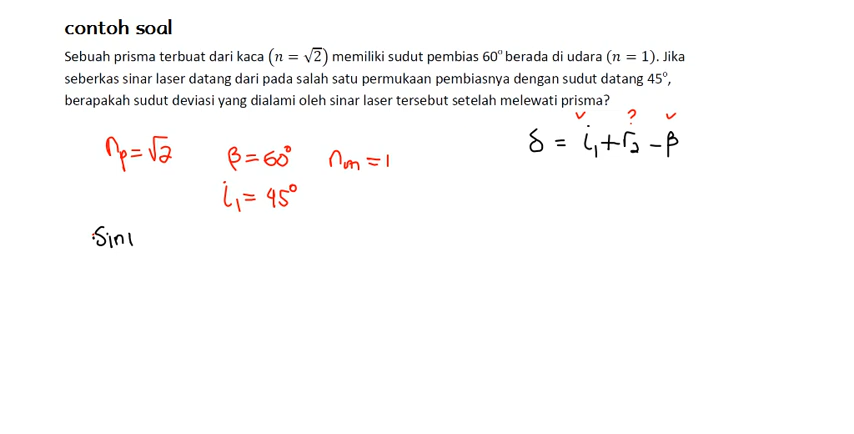 contoh soal
Sebuah prisma terbuat dari kaca (n = √2) memiliki sudut pembias 60° berada di udara (n = 1). Jika
seberkas sinar laser datang dari pada salah satu permukaan pembiasnya dengan sudut datang 45°,
berapakah sudut deviasi yang dialami oleh sinar laser tersebut setelah melewati prisma?
✓ ? ✓
δ = i₁ + r₂ - β
np = √2 β = 60° nm = 1
i₁ = 45°
Sin